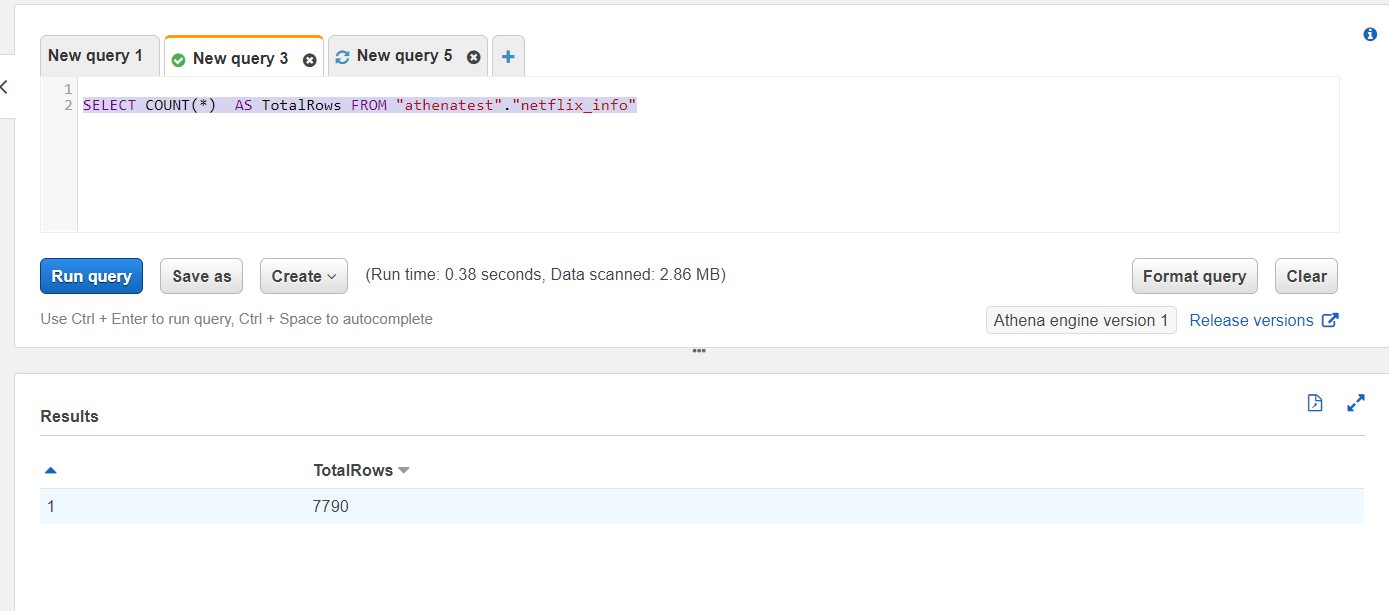 New query 1 New query 3 New query 5 +
1
2 SELECT COUNT(*)  AS TotalRows FROM "athenatest"."netflix_info"
Run query Save as Create (Run time: 0.38 seconds, Data scanned: 2.86 MB) Format query Clear
Use Ctrl + Enter to run query, Ctrl + Space to autocomplete
Athena engine version 1 Release versions
Results
TotalRows
1 7790